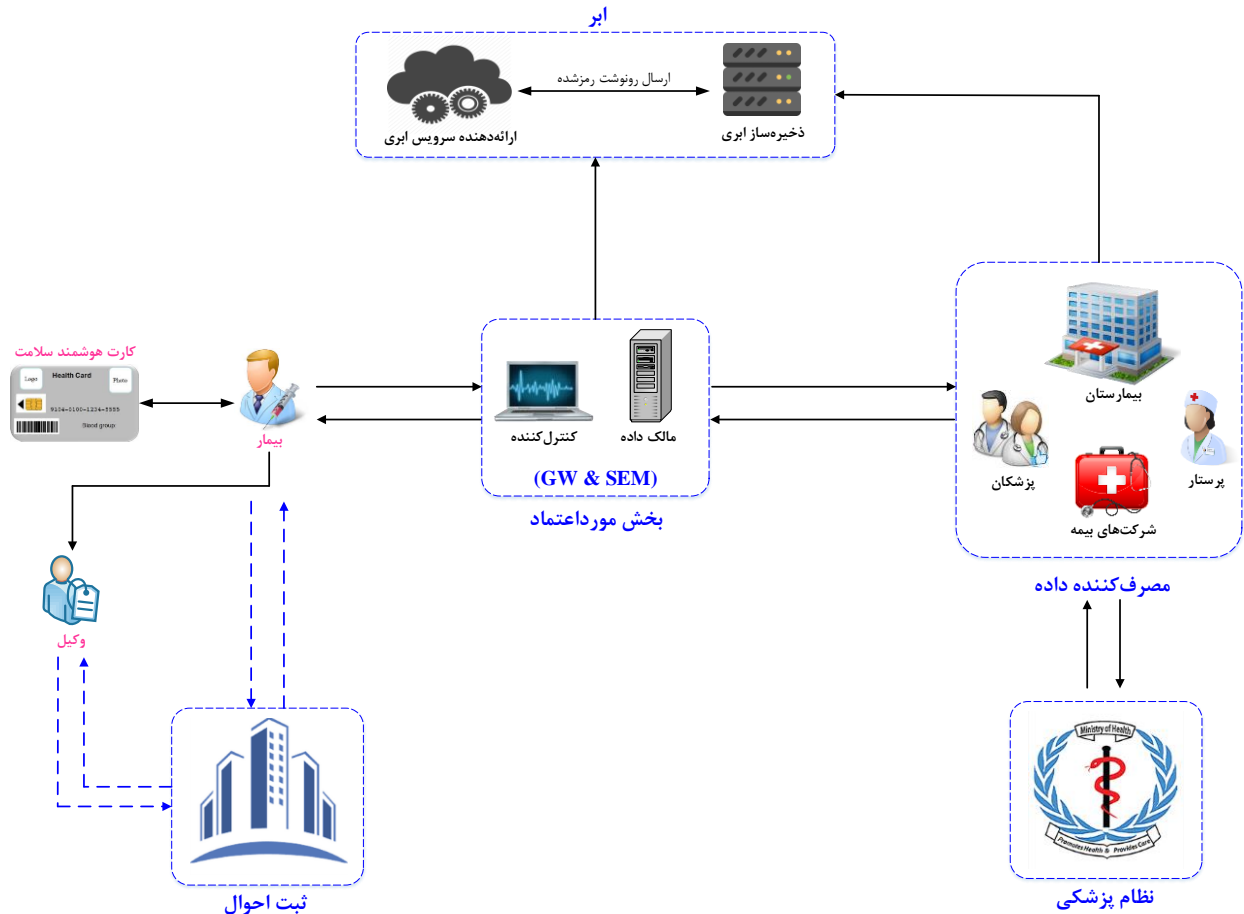 ابر
ارسال رونوشت رمزشده
ارائه‌دهنده سرویس ابری
ذخیره‌ساز ابری
کارت هوشمند سلامت
Logo
Health Card
Photo
9104-0100-1234-5555
Blood group
بیمار
کنترل‌کننده
مالک داده
(GW & SEM)
بخش مورداعتماد
بیمارستان
پزشکان
پرستار
شرکت‌های بیمه
مصرف‌کننده داده
وکیل
ثبت احوال
Ministry of Health
Promotes Health & Provides Care
نظام پزشکی